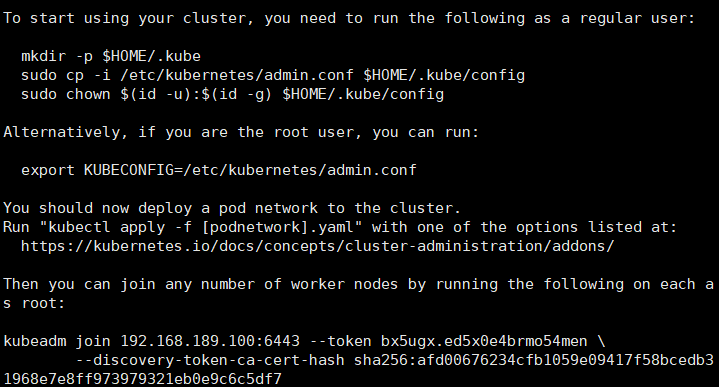 To start using your cluster, you need to run the following as a regular user:
  mkdir -p $HOME/.kube
  sudo cp -i /etc/kubernetes/admin.conf $HOME/.kube/config
  sudo chown $(id -u):$(id -g) $HOME/.kube/config
Alternatively, if you are the root user, you can run:
  export KUBECONFIG=/etc/kubernetes/admin.conf
You should now deploy a pod network to the cluster.
Run "kubectl apply -f [podnetwork].yaml" with one of the options listed at:
  https://kubernetes.io/docs/concepts/cluster-administration/addons/
Then you can join any number of worker nodes by running the following on each a
s root:
kubeadm join 192.168.189.100:6443 --token bx5ugx.ed5x0e4brmo54men \
        --discovery-token-ca-cert-hash sha256:afd00676234cfb1059e09417f58bcedb3
1968e7e8ff973979321eb0e9c6c5df7